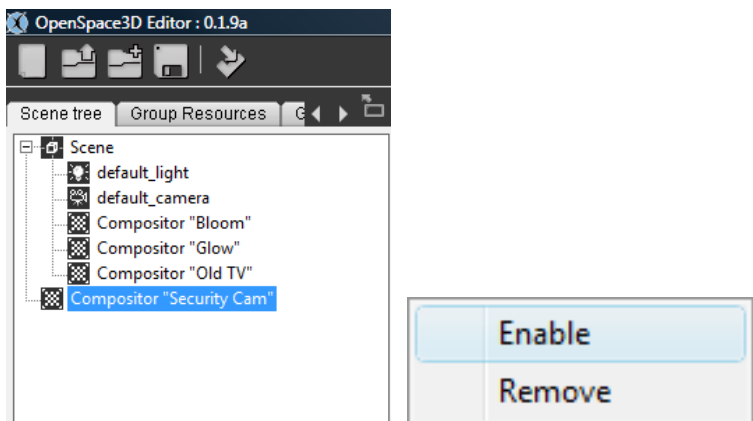 OpenSpace3D Editor : 0.1.9a
Scene tree Group Resources G
Scene
default_light
default_camera
Compositor "Bloom"
Compositor "Glow"
Compositor "Old TV"
Compositor "Security Cam"
Enable
Remove